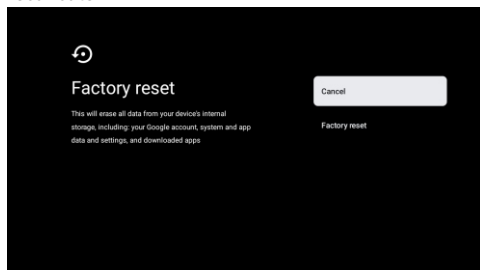 Factory reset
This will erase all data from your device's internal
storage, including: your Google account, system and app
data and settings, and downloaded apps
Cancel
Factory reset